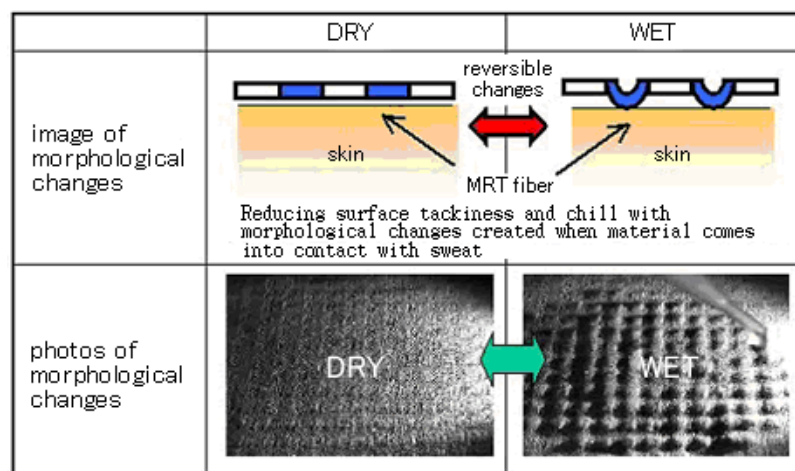 DRY
WET
image of
morphological
changes
reversible
changes
skin
skin
MRT fiber
Reducing surface tackiness and chill with
morphological changes created when material comes
into contact with sweat
photos of
morphological
changes
DRY
WET